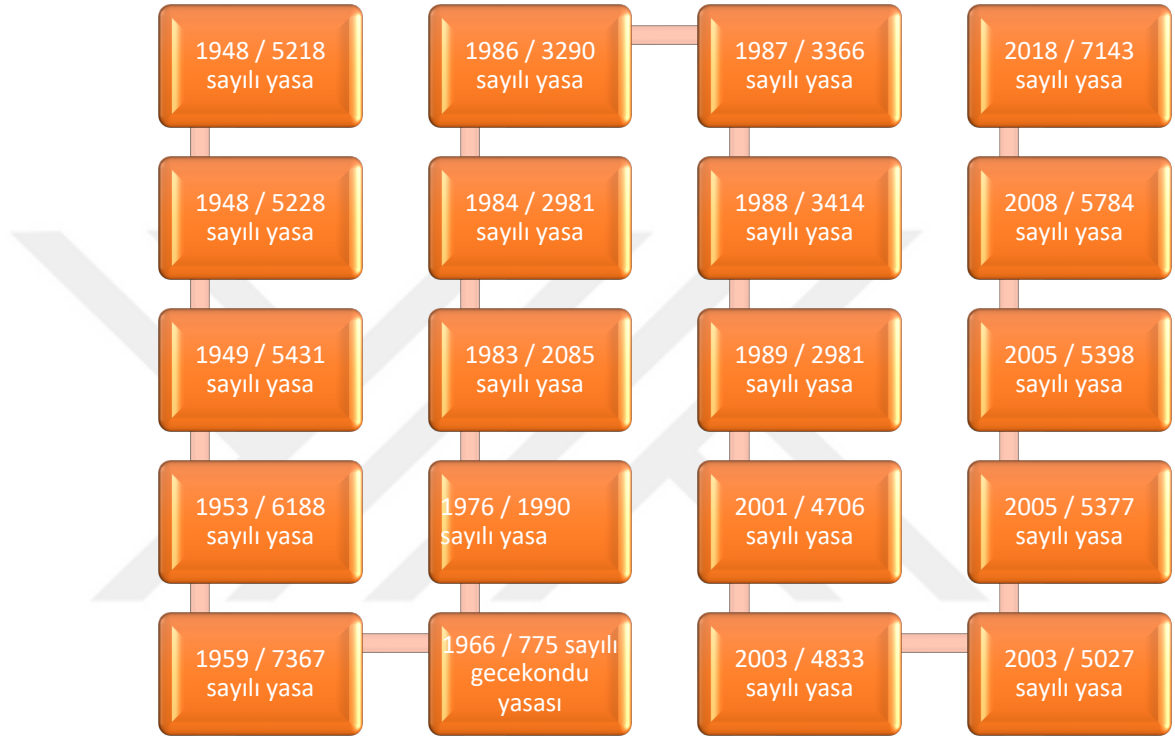 1948 / 5218
sayılı yasa
1948 / 5228
sayılı yasa
1949 / 5431
sayılı yasa
1953 / 6188
sayılı yasa
1959 / 7367
sayılı yasa
1966 / 775 sayılı
gecekondu
yasası
1976 / 1990
sayılı yasa
1983 / 2085
sayılı yasa
1984 / 2981
sayılı yasa
1986 / 3290
sayılı yasa
1987 / 3366
sayılı yasa
1988 / 3414
sayılı yasa
1989 / 2981
sayılı yasa
2001 / 4706
sayılı yasa
2003 / 4833
sayılı yasa
2003 / 5027
sayılı yasa
2005 / 5377
sayılı yasa
2005 / 5398
sayılı yasa
2008 / 5784
sayılı yasa
2018 / 7143
sayılı yasa